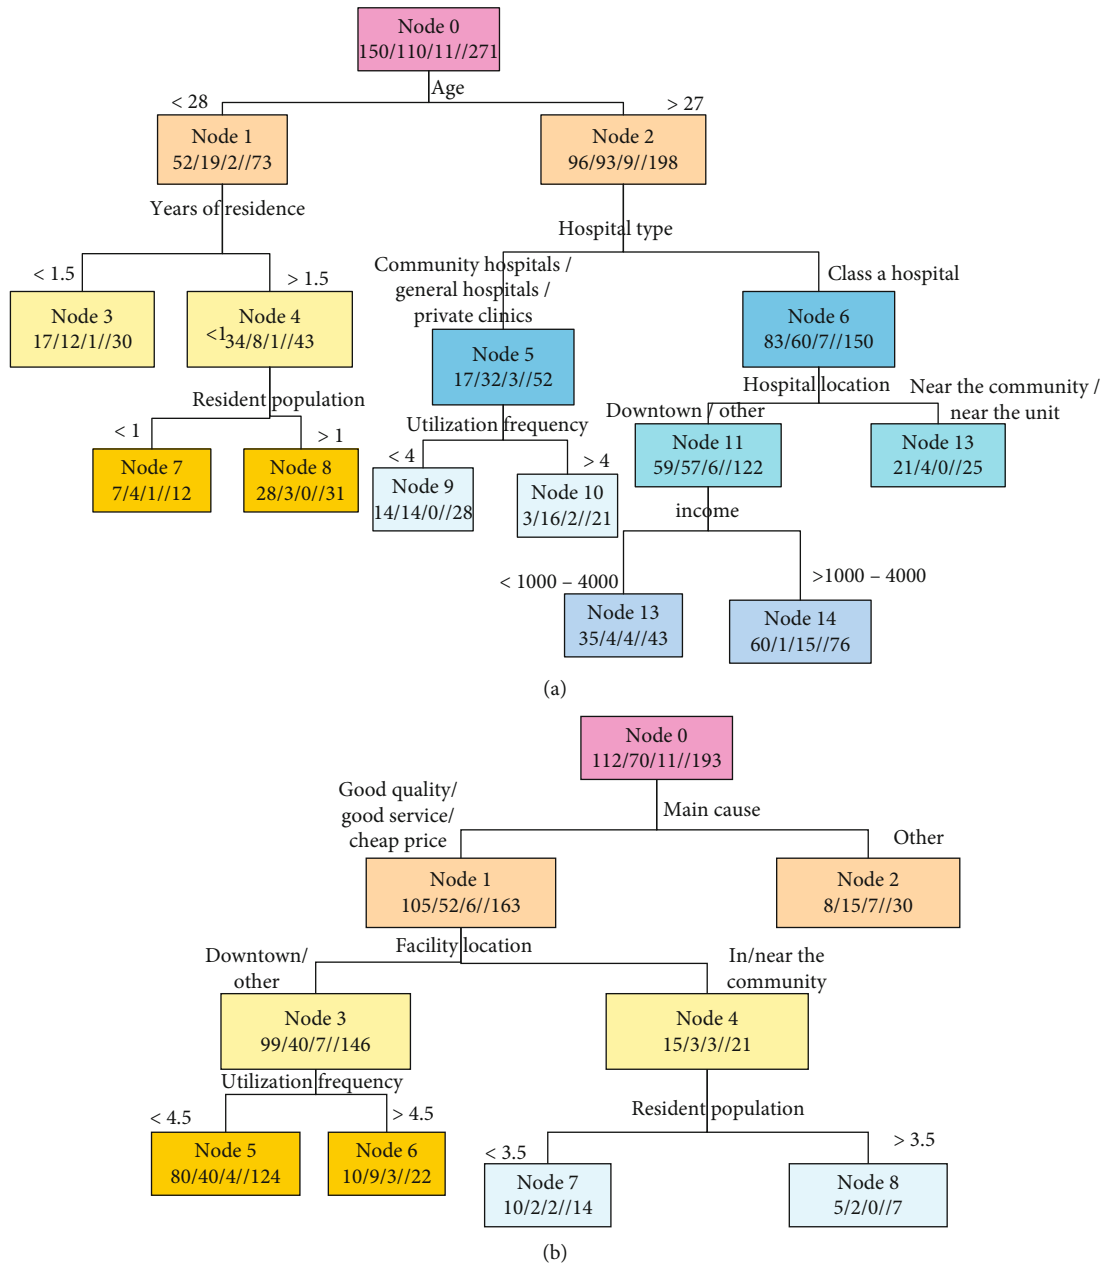 Node 0
150/110/11//271
Age
< 28
> 27
Node 1
52/19/2//73
Node 2
96/93/9//198
Years of residence
Hospital type
< 1.5
> 1.5
Community hospitals /
general hospitals /
private clinics
Class a hospital
Node 3
17/12/1//30
Node 4
<1 34/8/1//43
Node 5
17/32/3//52
Node 6
83/60/7//150
Resident population
Utilization frequency
Hospital location
Downtown / other
Near the community /
near the unit
< 1
> 1
< 4
> 4
Node 7
7/4/1//12
Node 8
28/3/0//31
Node 9
14/14/0//28
Node 10
3/16/2//21
Node 11
59/57/6//122
Node 13
21/4/0//25
income
< 1000 – 4000
>1000 – 4000
Node 13
35/4/4//43
Node 14
60/1/15//76
(a)
Node 0
112/70/11//193
Main cause
Good quality/
good service/
cheap price
Other
Node 1
105/52/6//163
Node 2
8/15/7//30
Facility location
Downtown/
other
In/near the
community
Node 3
99/40/7//146
Node 4
15/3/3//21
Utilization frequency
Resident population
< 4.5
> 4.5
< 3.5
> 3.5
Node 5
80/40/4//124
Node 6
10/9/3//22
Node 7
10/2/2//14
Node 8
5/2/0//7
(b)